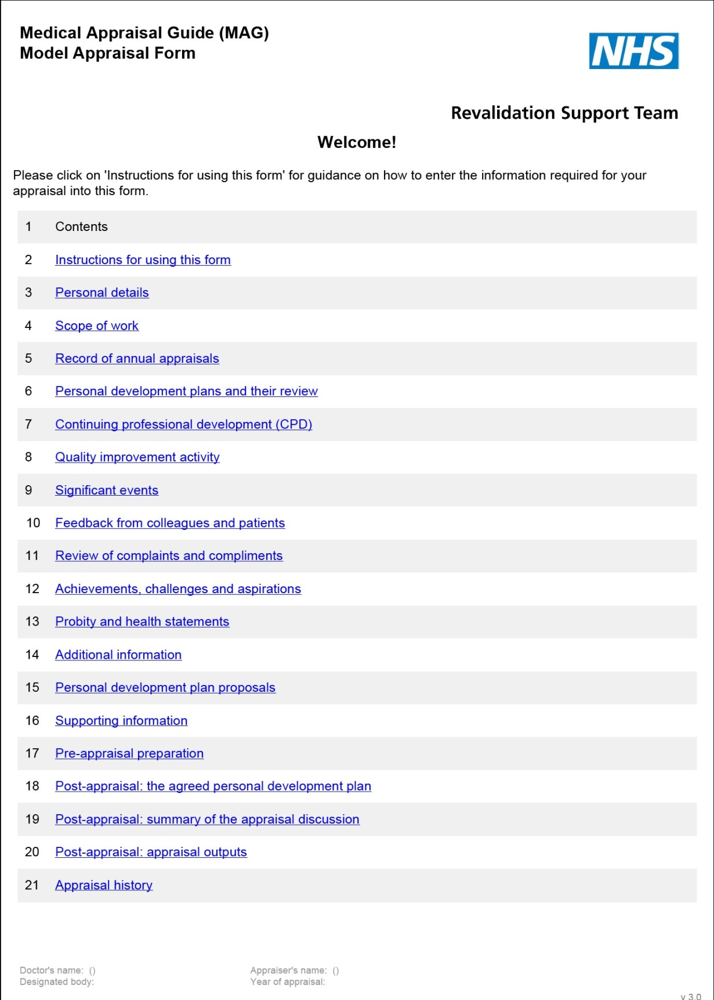 Medical Appraisal Guide (MAG)
Model Appraisal Form
NHS
Revalidation Support Team
Welcome!
Please click on 'Instructions for using this form' for guidance on how to enter the information required for your
appraisal into this form.
1 Contents
2 Instructions for using this form
3 Personal details
4 Scope of work
5 Record of annual appraisals
6 Personal development plans and their review
7 Continuing professional development (CPD)
8 Quality improvement activity
9 Significant events
10 Feedback from colleagues and patients
11 Review of complaints and compliments
12 Achievements, challenges and aspirations
13 Probity and health statements
14 Additional information
15 Personal development plan proposals
16 Supporting information
17 Pre-appraisal preparation
18 Post-appraisal: the agreed personal development plan
19 Post-appraisal: summary of the appraisal discussion
20 Post-appraisal: appraisal outputs
21 Appraisal history
Doctor's name: () Appraiser's name: ()
Designated body: Year of appraisal:
v 3.0